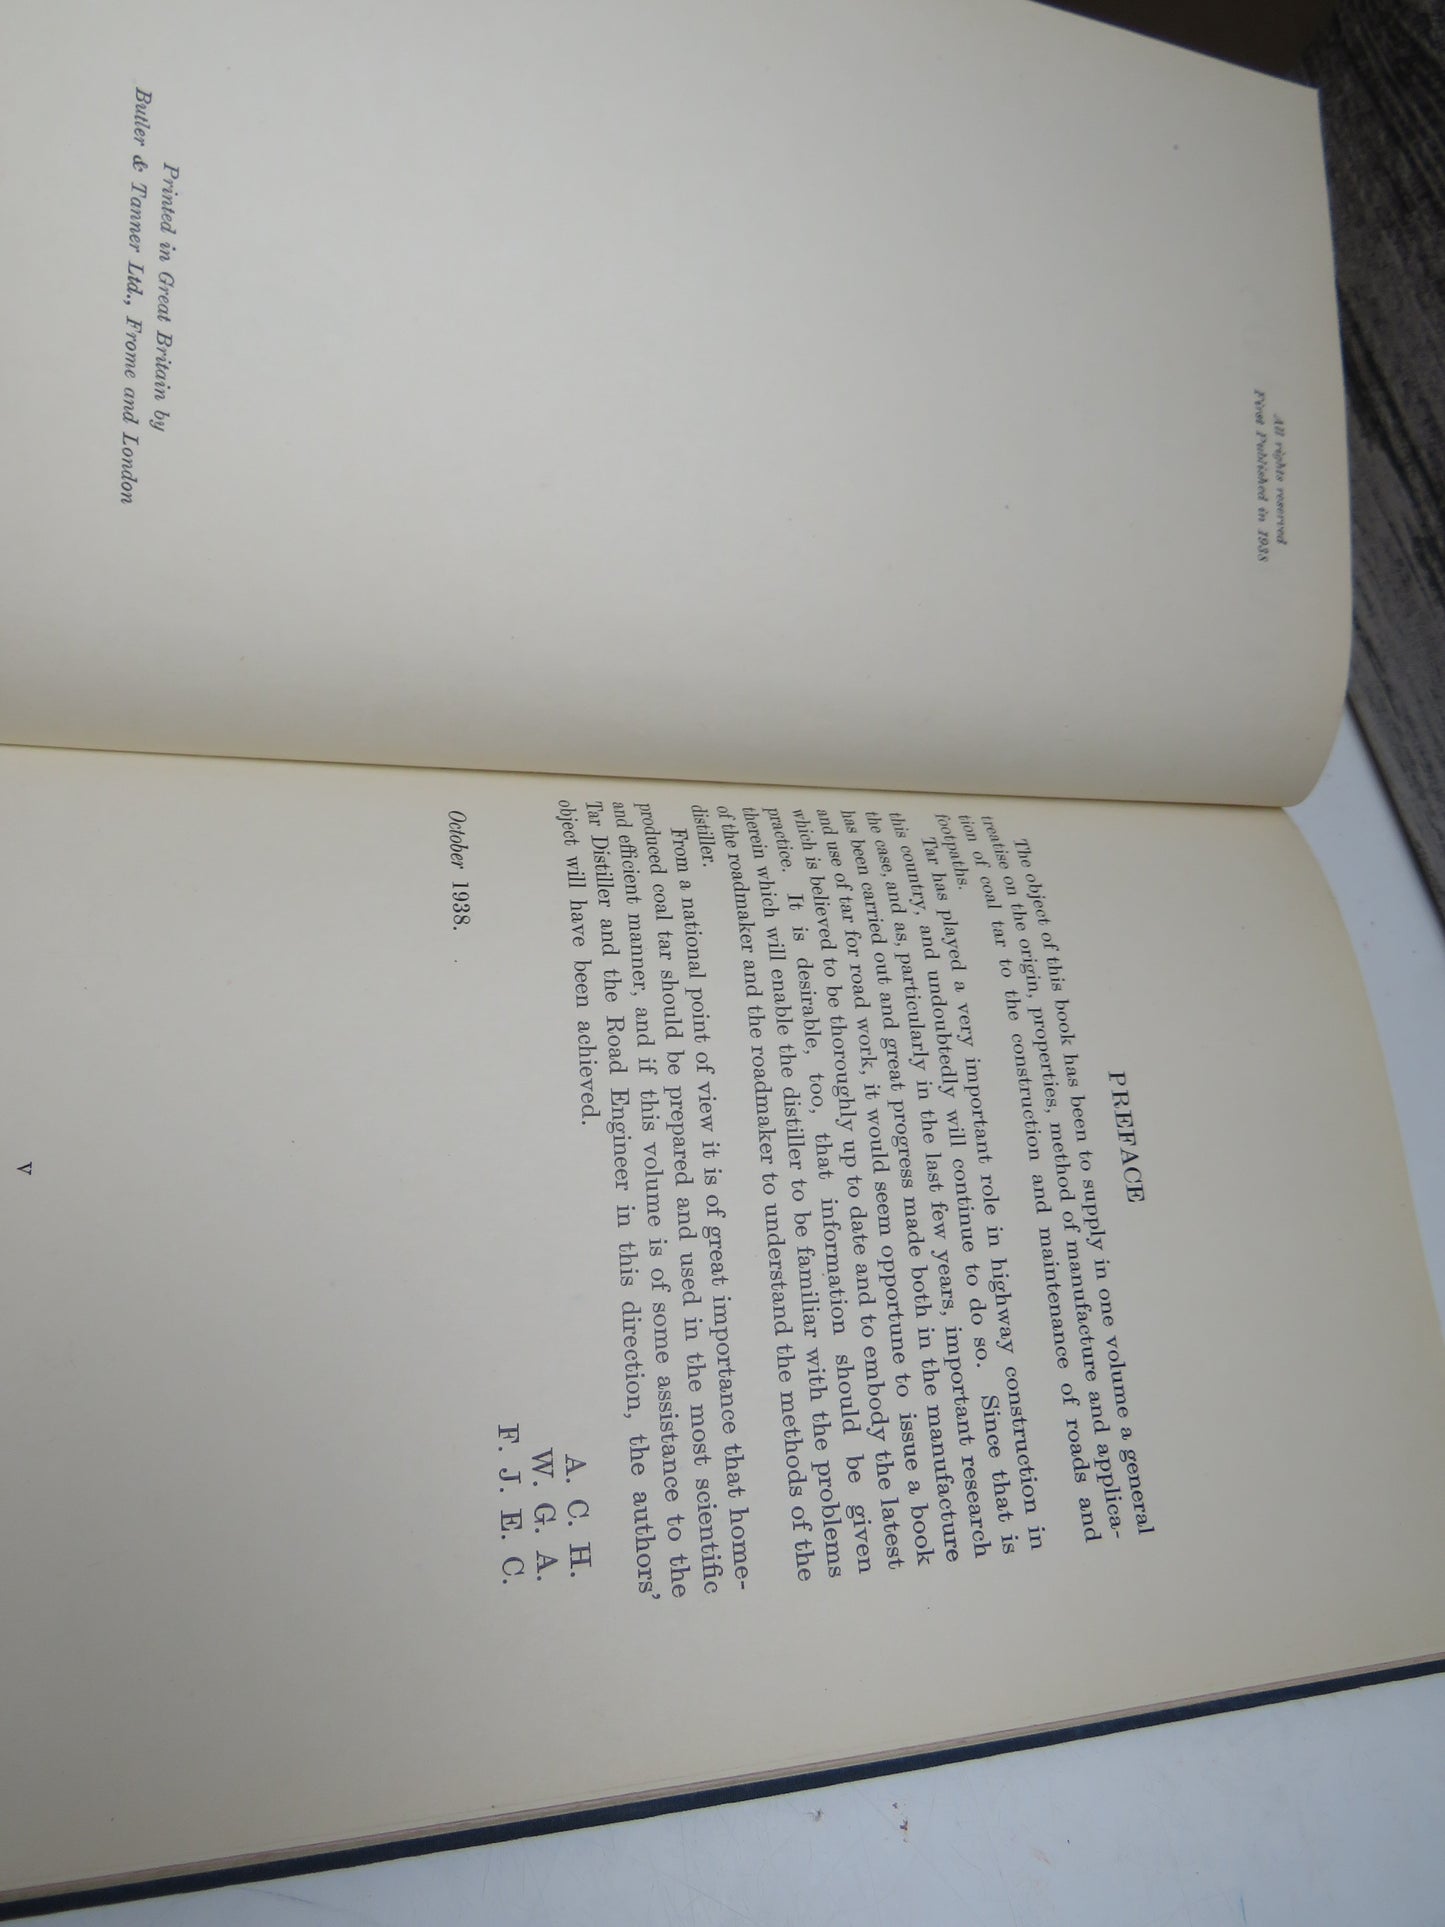 All rights reserved
First Published in 1938
Printed in Great Britain by
Butler & Tanner Ltd., Frome and London
PREFACE
The object of this book has been to supply in one volume a general
treatise on the origin, properties, method of manufacture and applica-
tion of coal tar to the construction and maintenance of roads and
footpaths.
Tar has played a very important role in highway construction in
this country, and undoubtedly will continue to do so. Since that is
the case, and as, particularly in the last few years, important research
has been carried out and great progress made both in the manufacture
and use of tar for road work, it would seem opportune to issue a book
which is believed to be thoroughly up to date and to embody the latest
practice. It is desirable, too, that information should be given
therein which will enable the distiller to be familiar with the problems
of the roadmaker and the roadmaker to understand the methods of the
distiller.
From a national point of view it is of great importance that home-
produced coal tar should be prepared and used in the most scientific
and efficient manner, and if this volume is of some assistance to the
Tar Distiller and the Road Engineer in this direction, the authors'
object will have been achieved.
A. C. H.
W. G. A.
F. J. E. C.
October 1938.
v